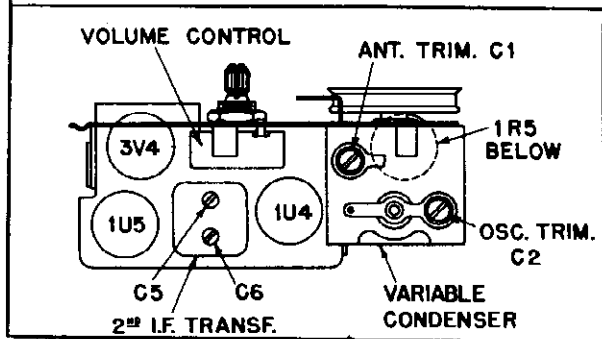 VOLUME CONTROL
ANT. TRIM. C1
3V4
1R5
BELOW
1U5
1U4
OSC. TRIM.
C2
C5
C6
2ND I.F. TRANSF.
VARIABLE
CONDENSER